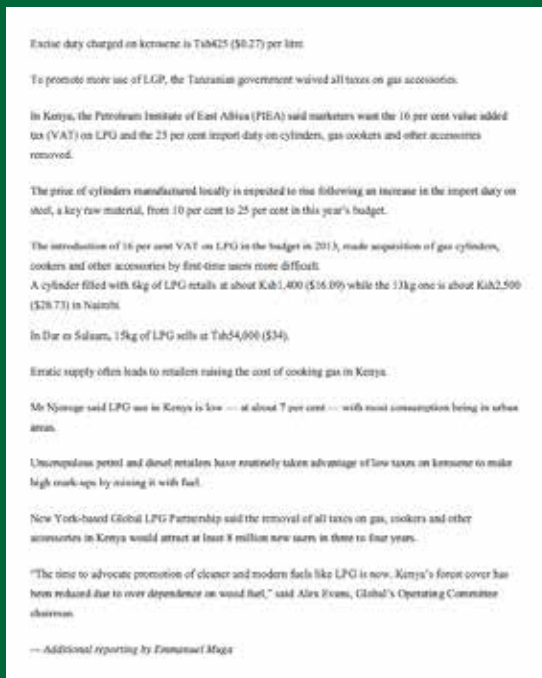 Excise duty charged on kerosene is Tsh425 ($0.27) per litre.
To promote more use of LGP, the Tanzanian government waived all taxes on gas accessories.
In Kenya, the Petroleum Institute of East Africa (PIEA) said marketers want the 16 per cent value added
tax (VAT) on LPG and the 25 per cent import duty on cylinders, gas cookers and other accessories
removed.
The price of cylinders manufactured locally is expected to rise following an increase in the import duty on
steel, a key raw material, from 10 per cent to 25 per cent in this year's budget.
The introduction of 16 per cent VAT on LPG in the budget in 2013, made acquisition of gas cylinders,
cookers and other accessories by first-time users more difficult.
A cylinder filled with 6kg of LPG retails at about Ksh1,400 ($16.09) while the 13kg one is about Ksh2,500
($28.73) in Nairobi.
In Dar es Salaam, 15kg of LPG sells at Tsh54,000 ($34).
Erratic supply often leads to retailers raising the cost of cooking gas in Kenya.
Mr Njoroge said LPG use in Kenya is low — at about 7 per cent — with most consumption being in urban
areas.
Unscrupulous petrol and diesel retailers have routinely taken advantage of low taxes on kerosene to make
high mark-ups by mixing it with fuel.
New York-based Global LPG Partnership said the removal of all taxes on gas, cookers and other
accessories in Kenya would attract at least 8 million new users in three to four years.
"The time to advocate promotion of cleaner and modern fuels like LPG is now. Kenya's forest cover has
been reduced due to over dependence on wood fuel," said Alex Evans, Global's Operating Committee
chairman.
— Additional reporting by Emmanuel Muga